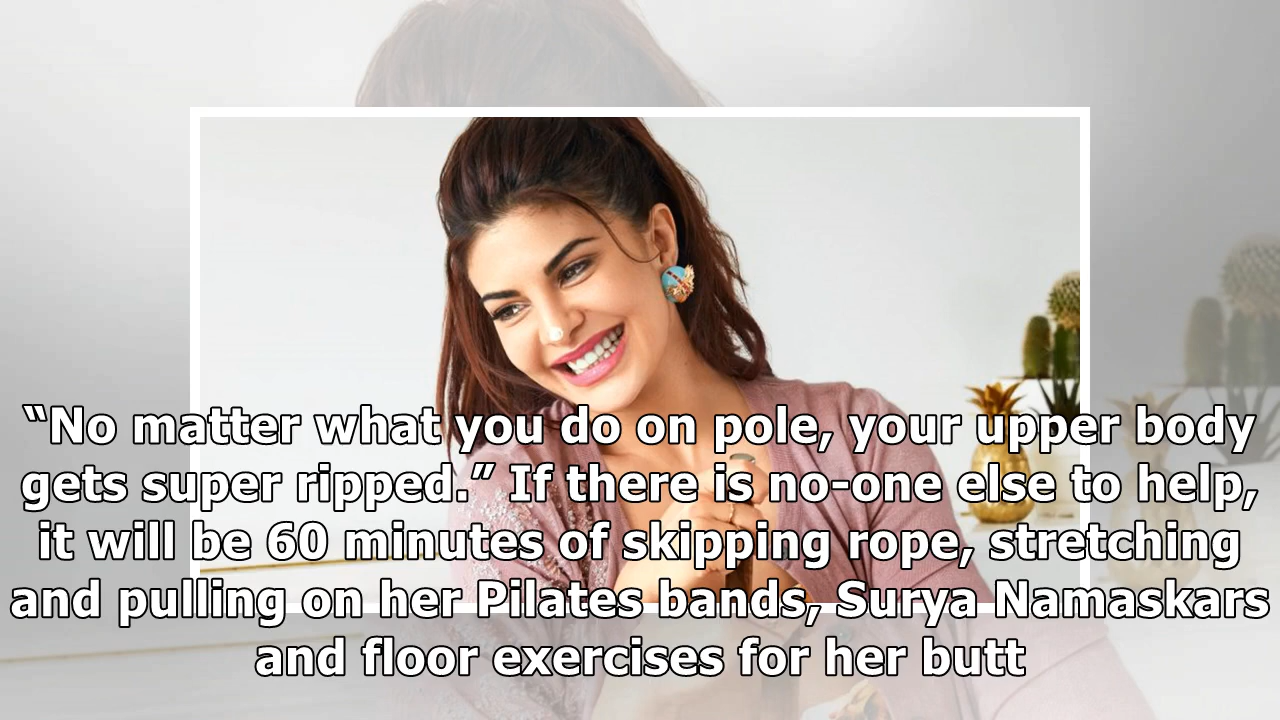 “No matter what you do on pole, your upper body
gets super ripped.” If there is no-one else to help,
it will be 60 minutes of skipping rope, stretching
and pulling on her Pilates bands, Surya Namaskars
and floor exercises for her butt